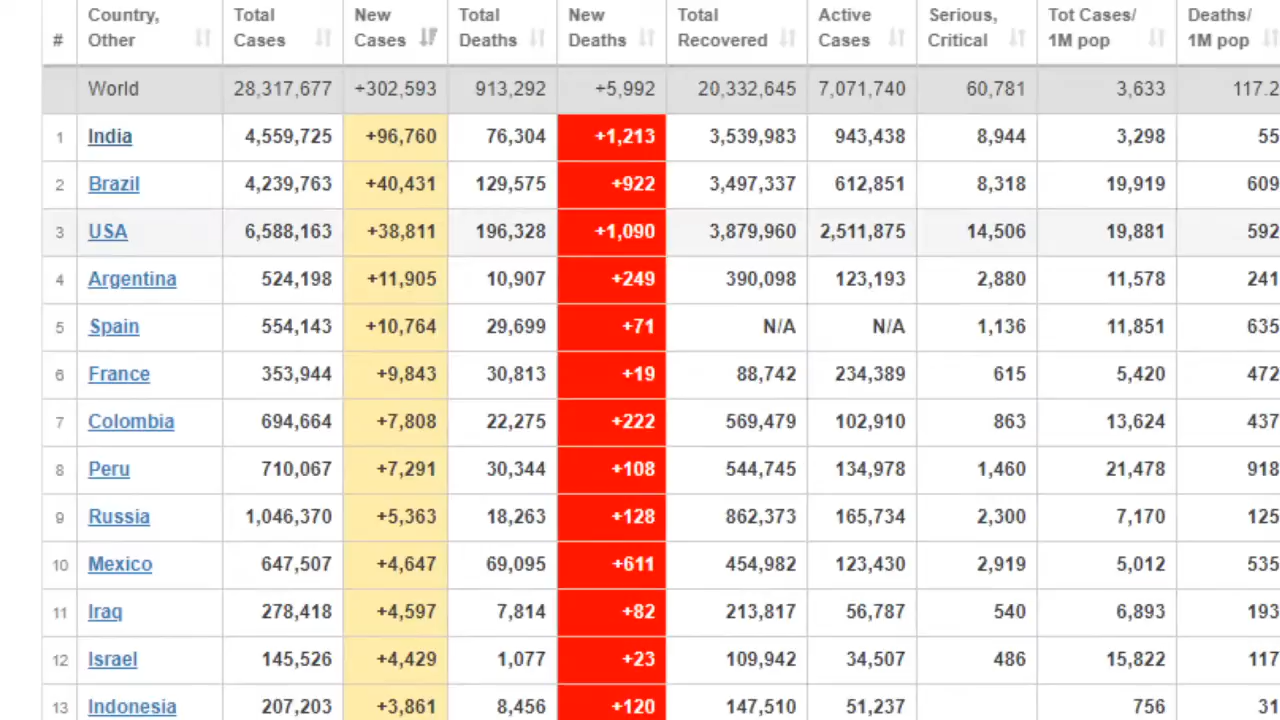 # Country, Other Total Cases New Cases Total Deaths New Deaths Total Recovered Active Cases Serious, Critical Tot Cases/ 1M pop Deaths/ 1M pop
World 28,317,677 +302,593 913,292 +5,992 20,332,645 7,071,740 60,781 3,633 117.2
1 India 4,559,725 +96,760 76,304 +1,213 3,539,983 943,438 8,944 3,298 55
2 Brazil 4,239,763 +40,431 129,575 +922 3,497,337 612,851 8,318 19,919 609
3 USA 6,588,163 +38,811 196,328 +1,090 3,879,960 2,511,875 14,506 19,881 592
4 Argentina 524,198 +11,905 10,907 +249 390,098 123,193 2,880 11,578 241
5 Spain 554,143 +10,764 29,699 +71 N/A N/A 1,136 11,851 635
6 France 353,944 +9,843 30,813 +19 88,742 234,389 615 5,420 472
7 Colombia 694,664 +7,808 22,275 +222 569,479 102,910 863 13,624 437
8 Peru 710,067 +7,291 30,344 +108 544,745 134,978 1,460 21,478 918
9 Russia 1,046,370 +5,363 18,263 +128 862,373 165,734 2,300 7,170 125
10 Mexico 647,507 +4,647 69,095 +611 454,982 123,430 2,919 5,012 535
11 Iraq 278,418 +4,597 7,814 +82 213,817 56,787 540 6,893 193
12 Israel 145,526 +4,429 1,077 +23 109,942 34,507 486 15,822 117
13 Indonesia 207,203 +3,861 8,456 +120 147,510 51,237 756 31